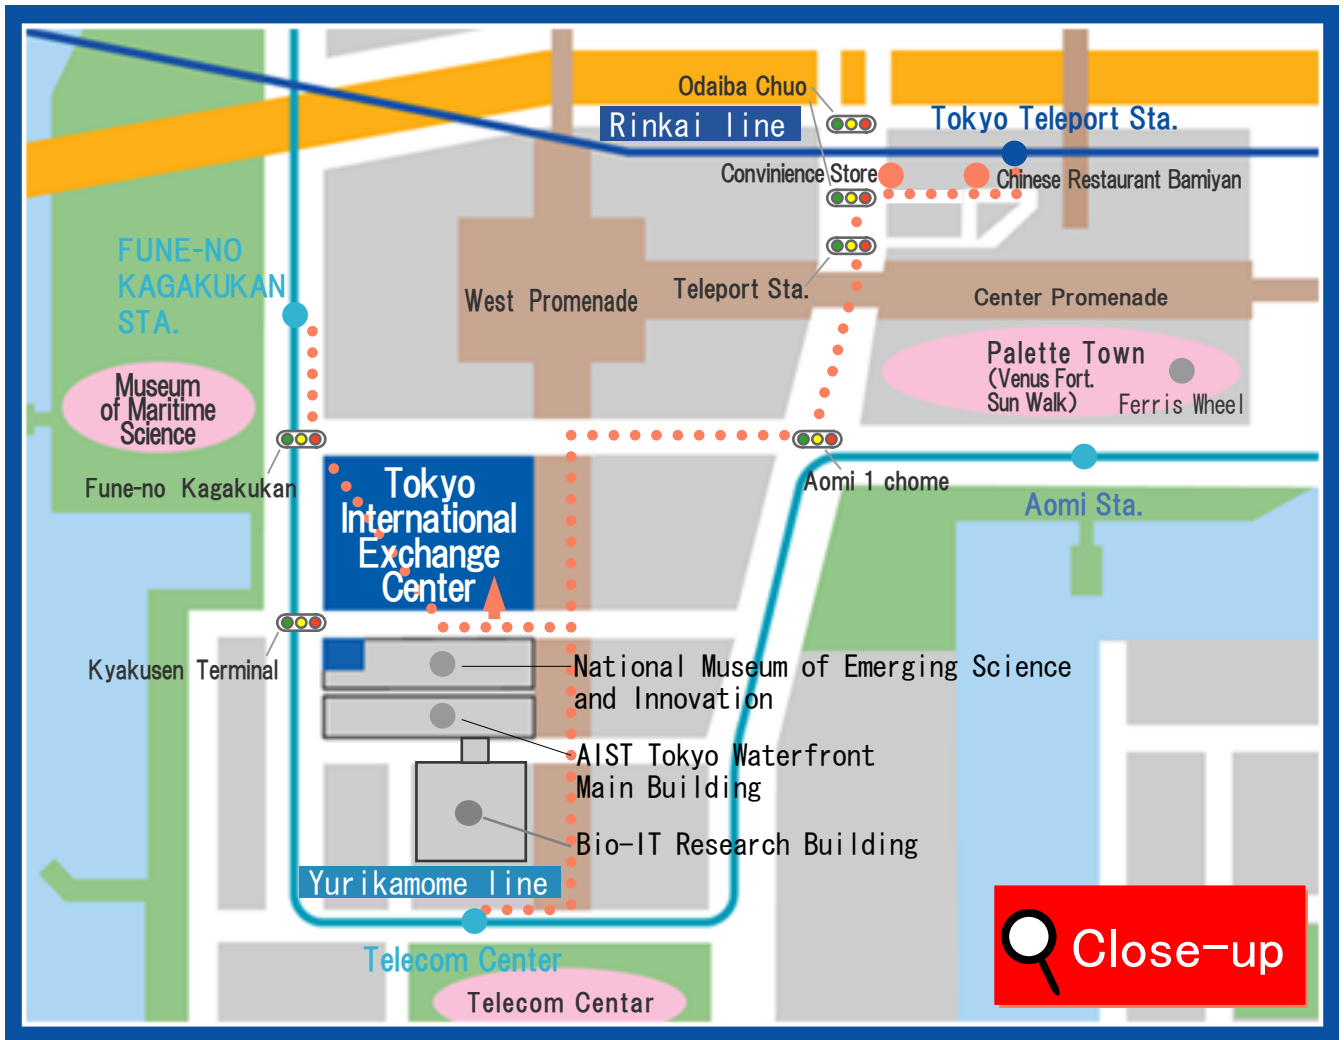 Odaiba Chuo
Rinkai line
Tokyo Teleport Sta.
Convinience Store
Chinese Restaurant Bamiyan
FUNE-NO
KAGAKUKAN
STA.
West Promenade
Teleport Sta.
Center Promenade
Palette Town
(Venus Fort.
Sun Walk)
Ferris Wheel
Museum
of Maritime
Science
Fune-no Kagakukan
Tokyo
International
Exchange
Center
Aomi 1 chome
Aomi Sta.
Kyakusen Terminal
National Museum of Emerging Science
and Innovation
AIST Tokyo Waterfront
Main Building
Bio-IT Research Building
Yurikamome line
Telecom Center
Telecom Centar
Close-up